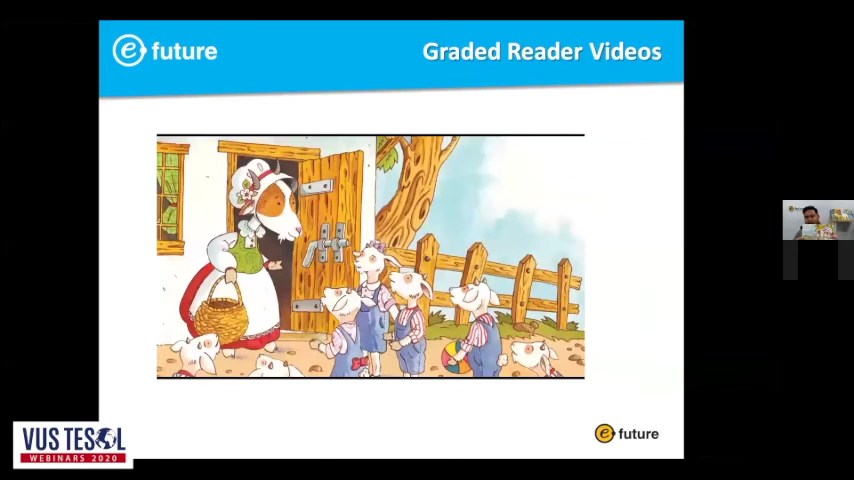 e future
Graded Reader Videos
e future
VUS TESOL
WEBINARS 2020